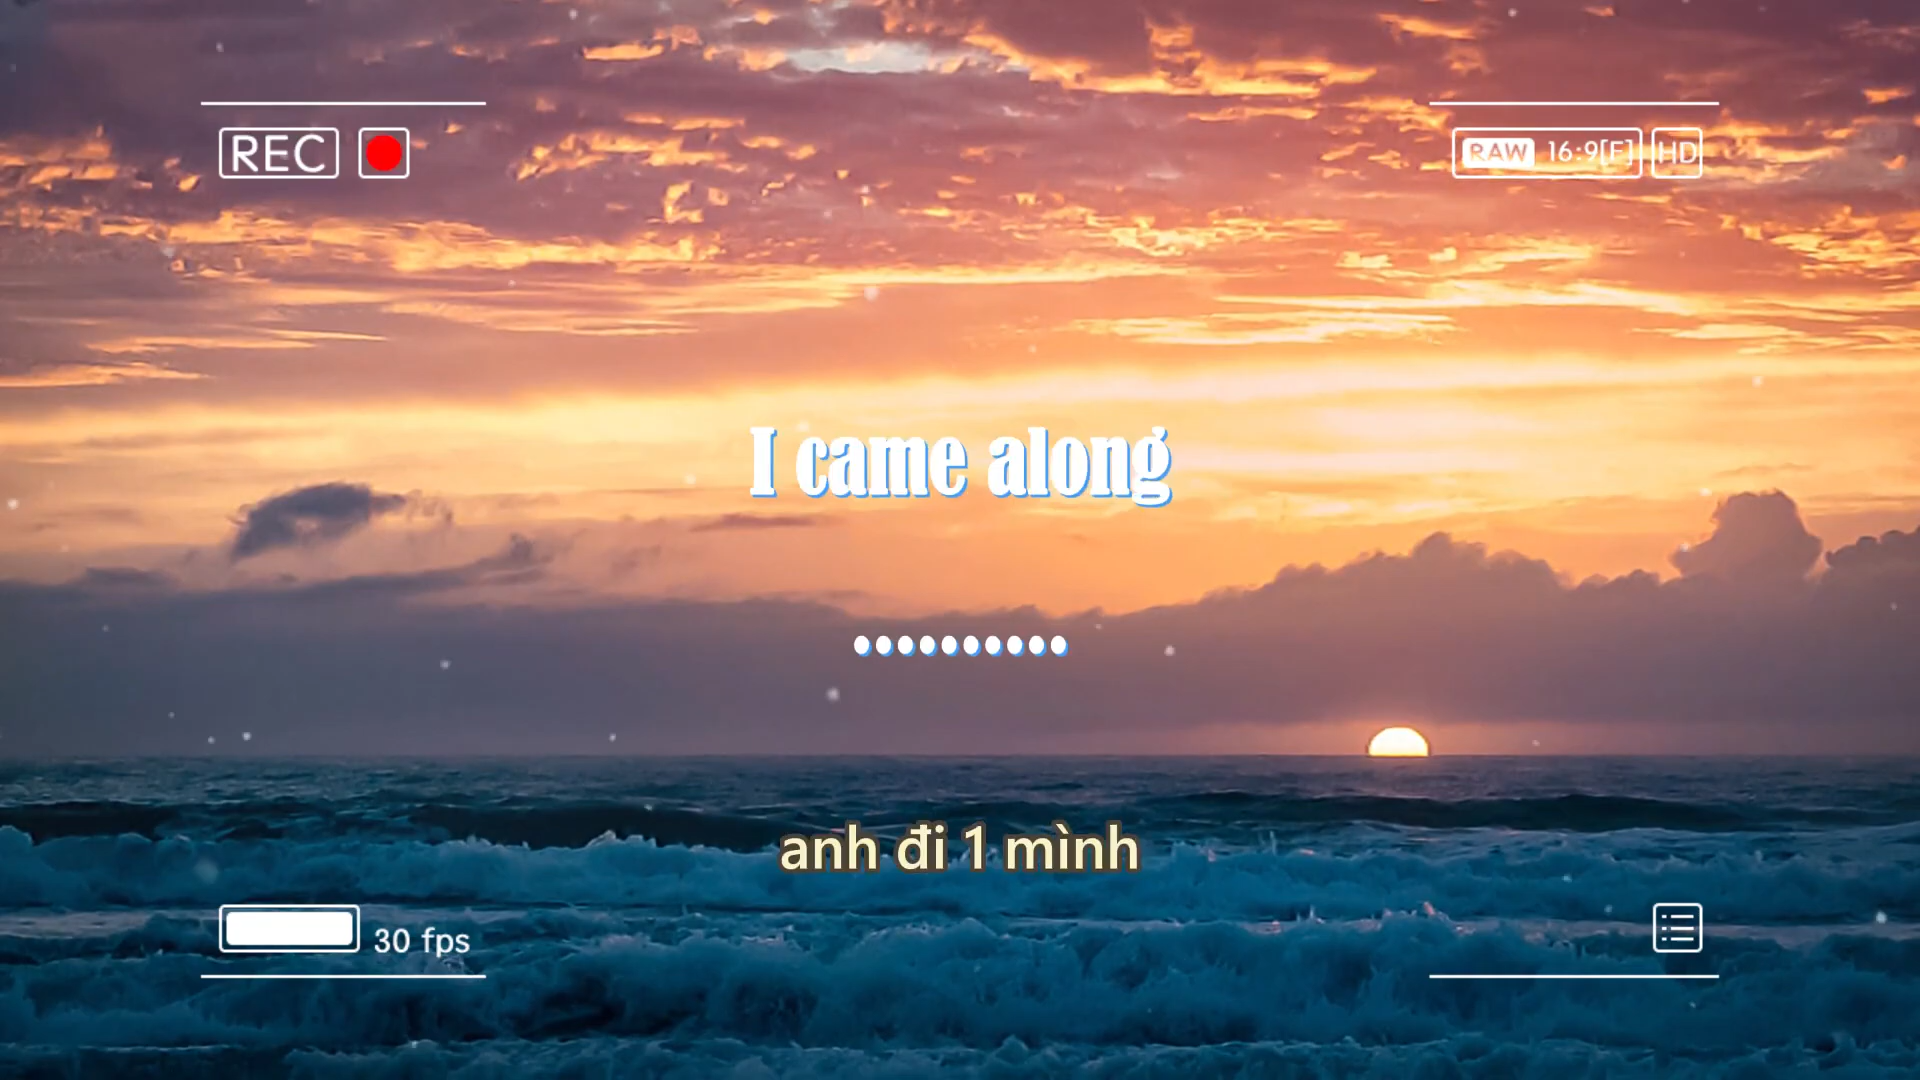 REC
RAW 16:9[F] HD
I came along
••••••••••
anh đi 1 mình
30 fps